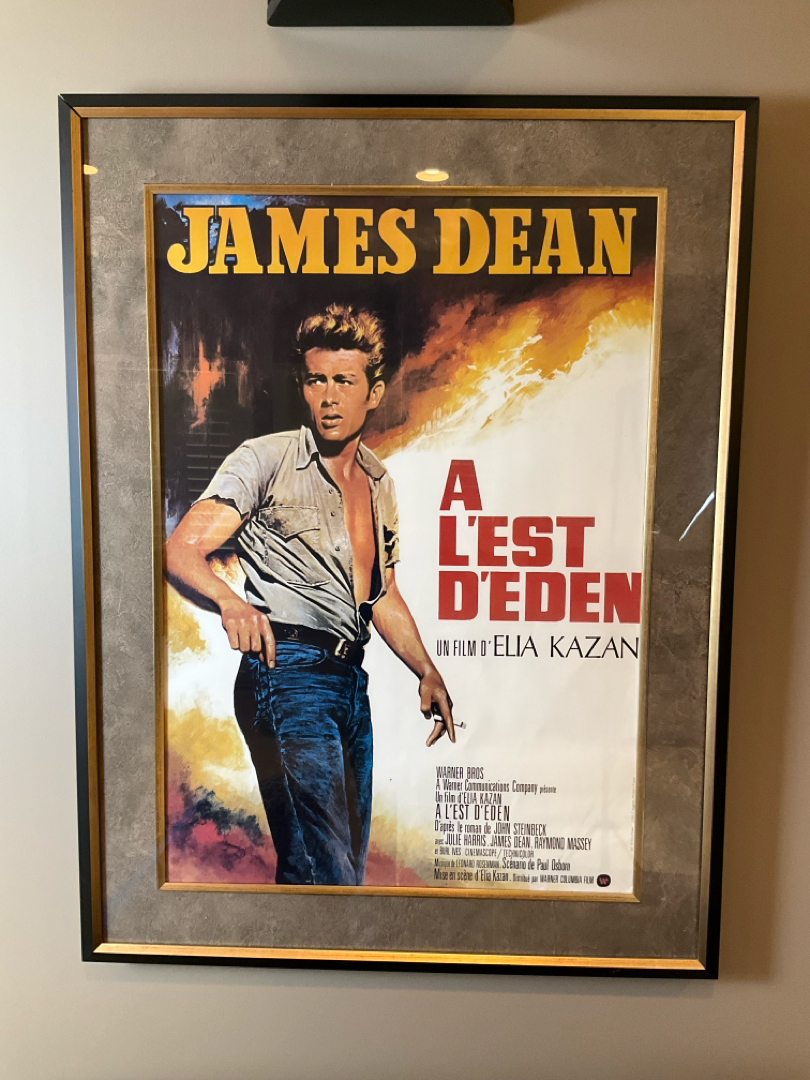 JAMES DEAN
A
L'EST
D'EDEN
UN FILM D'ELIA KAZAN
WARNER BROS
A Warner Communications Company présente
Un film d'ELIA KAZAN
A L'EST D'EDEN
D'après le roman de JOHN STEINBECK
avec JULIE HARRIS. JAMES DEAN. RAYMOND MASSEY
et BURL IVES CINEMASCOPE / TECHNICOLOR
Musique de LEONARD ROSENMAN. Scénario de Paul Osborn
Mise en scène d'Elia Kazan. Distribué par WARNER COLUMBIA FILM